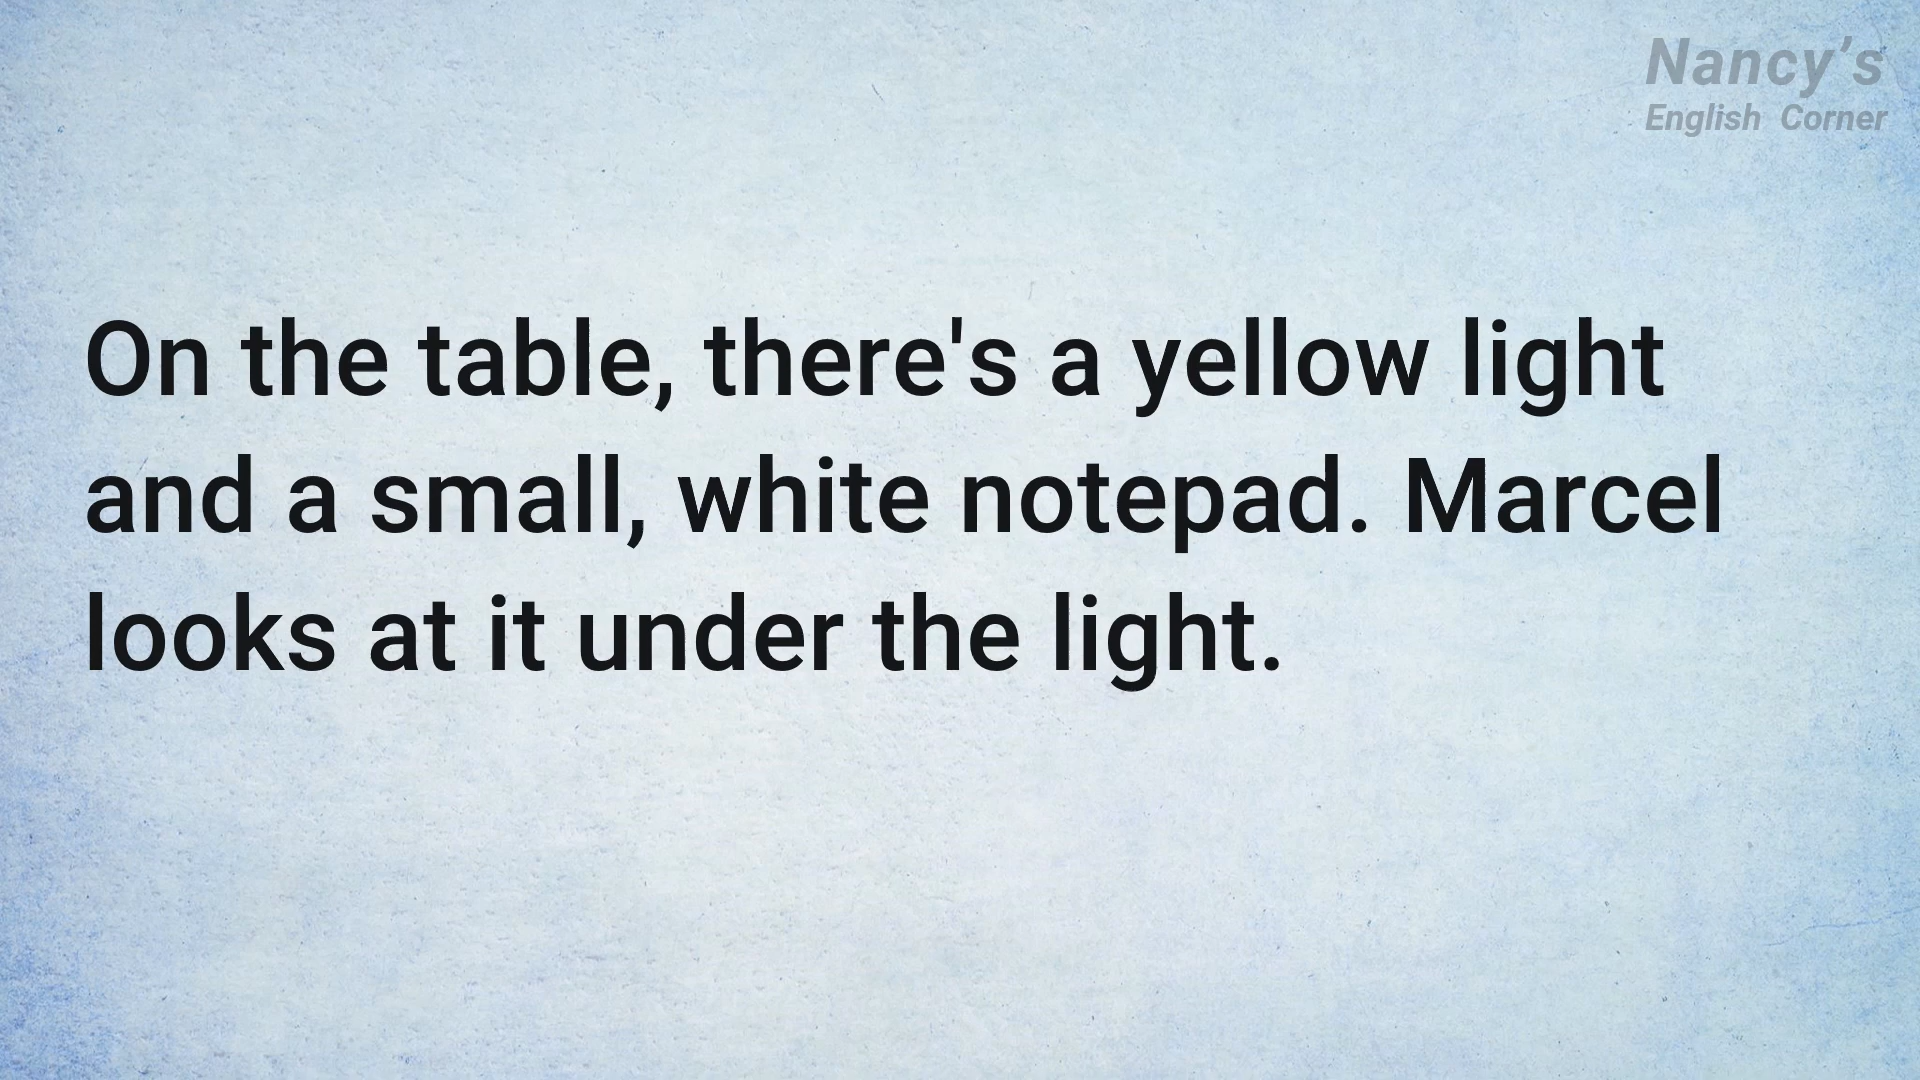 Nancy’s
English Corner
On the table, there's a yellow light
and a small, white notepad. Marcel
looks at it under the light.